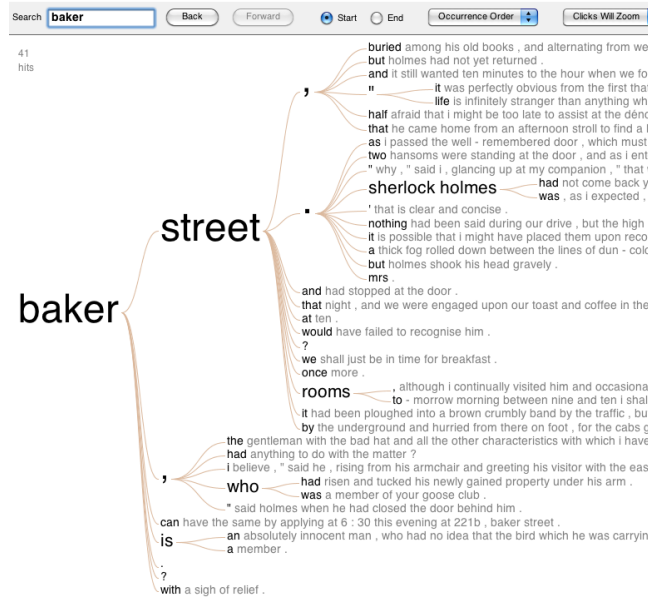 Search baker Back Forward Start End Occurrence Order Clicks Will Zoom
41
hits
buried among his old books , and alternating from we
but holmes had not yet returned .
and it still wanted ten minutes to the hour when we fo
,
" it was perfectly obvious from the first that
life is infinitely stranger than anything wh
half afraid that i might be too late to assist at the déno
that he came home from an afternoon stroll to find a
as i passed the well - remembered door , which must
two hansoms were standing at the door , and as i ent
" why , " said i , glancing up at my companion , " that
sherlock holmes had not come back y
was , as i expected ,
.
' that is clear and concise .
street
nothing had been said during our drive , but the high
it is possible that i might have placed them upon reco
a thick fog rolled down between the lines of dun - colo
but holmes shook his head gravely .
mrs .
and had stopped at the door .
baker
that night , and we were engaged upon our toast and coffee in the
at ten .
would have failed to recognise him .
?
we shall just be in time for breakfast .
once more .
rooms , although i continually visited him and occasiona
to - morrow morning between nine and ten i shal
it had been ploughed into a brown crumbly band by the traffic , bu
by the underground and hurried from there on foot , for the cabs g
the gentleman with the bad hat and all the other characteristics with which i have
had anything to do with the matter ?
i believe , " said he , rising from his armchair and greeting his visitor with the eas
,
who had risen and tucked his newly gained property under his arm .
was a member of your goose club .
" said holmes when he had closed the door behind him .
can have the same by applying at 6 : 30 this evening at 221b , baker street .
is an absolutely innocent man , who had no idea that the bird which he was carryin
a member .
.
?
with a sigh of relief .